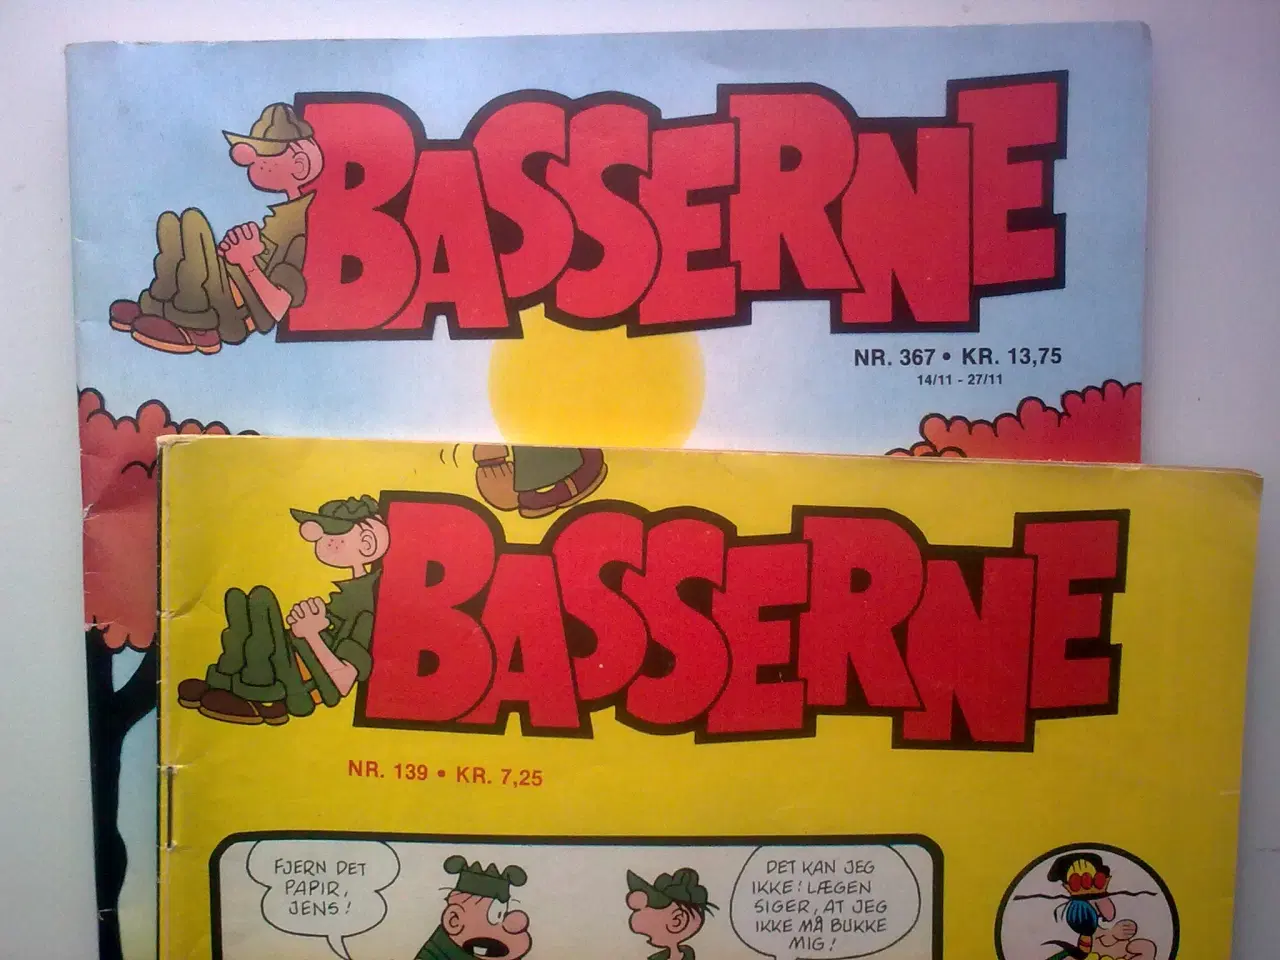 BASSERNE
NR. 367 • KR. 13,75
14/11 - 27/11
BASSERNE
NR. 139 • KR. 7,25
FJERN DET
PAPIR,
JENS!
DET KAN JEG
IKKE! LÆGEN
SIGER, AT JEG
IKKE MÅ BUKKE
MIG!